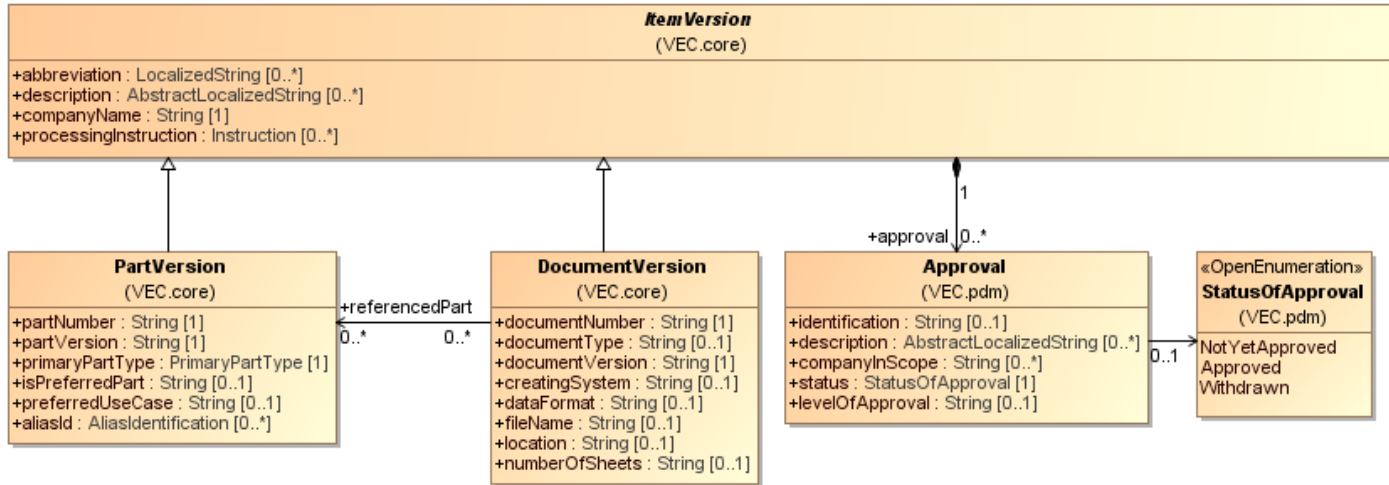 ItemVersion
(VEC.core)
+abbreviation : LocalizedString [0..*]
+description : AbstractLocalizedString [0..*]
+companyName : String [1]
+processingInstruction : Instruction [0..*]
1
+approval 0..*
PartVersion
(VEC.core)
+partNumber : String [1]
+partVersion : String [1]
+primaryPartType : PrimaryPartType [1]
+isPreferredPart : String [0..1]
+preferredUseCase : String [0..1]
+aliasId : AliasIdentification [0..*]
+referencedPart
0..* 0..*
DocumentVersion
(VEC.core)
+documentNumber : String [1]
+documentType : String [0..1]
+documentVersion : String [1]
+creatingSystem : String [0..1]
+dataFormat : String [0..1]
+fileName : String [0..1]
+location : String [0..1]
+numberOfSheets : String [0..1]
Approval
(VEC.pdm)
+identification : String [0..1]
+description : AbstractLocalizedString [0..*]
+companyInScope : String [0..*]
+status : StatusOfApproval [1]
+levelOfApproval : String [0..1]
0..1
«OpenEnumeration»
StatusOfApproval
(VEC.pdm)
NotYetApproved
Approved
Withdrawn